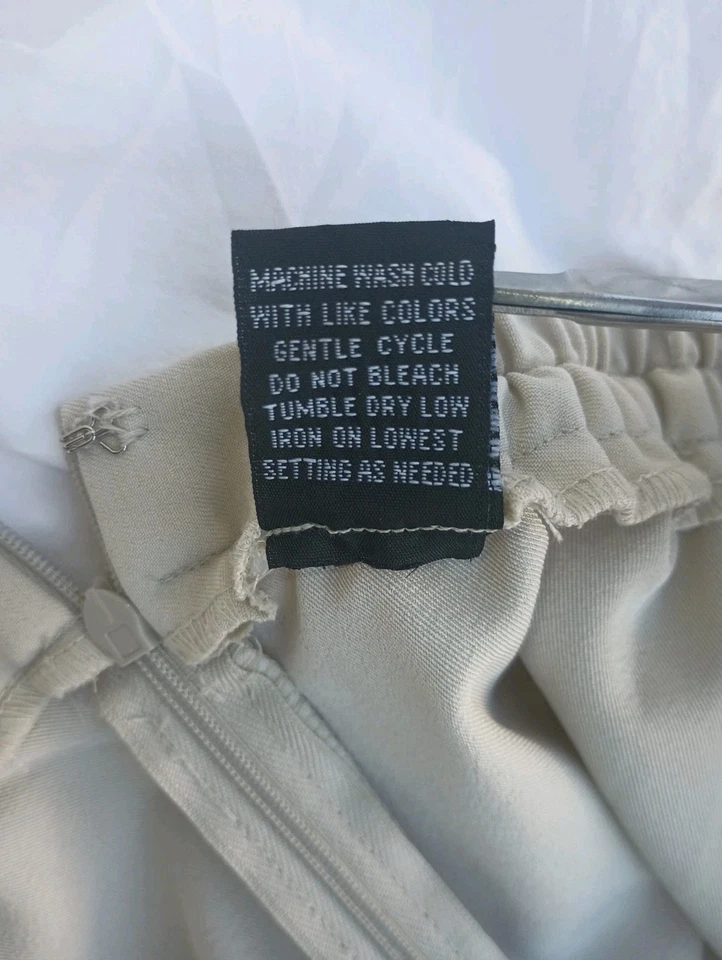 MACHINE WASH COLD
WITH LIKE COLORS
GENTLE CYCLE
DO NOT BLEACH
TUMBLE DRY LOW
IRON ON LOWEST
SETTING AS NEEDED